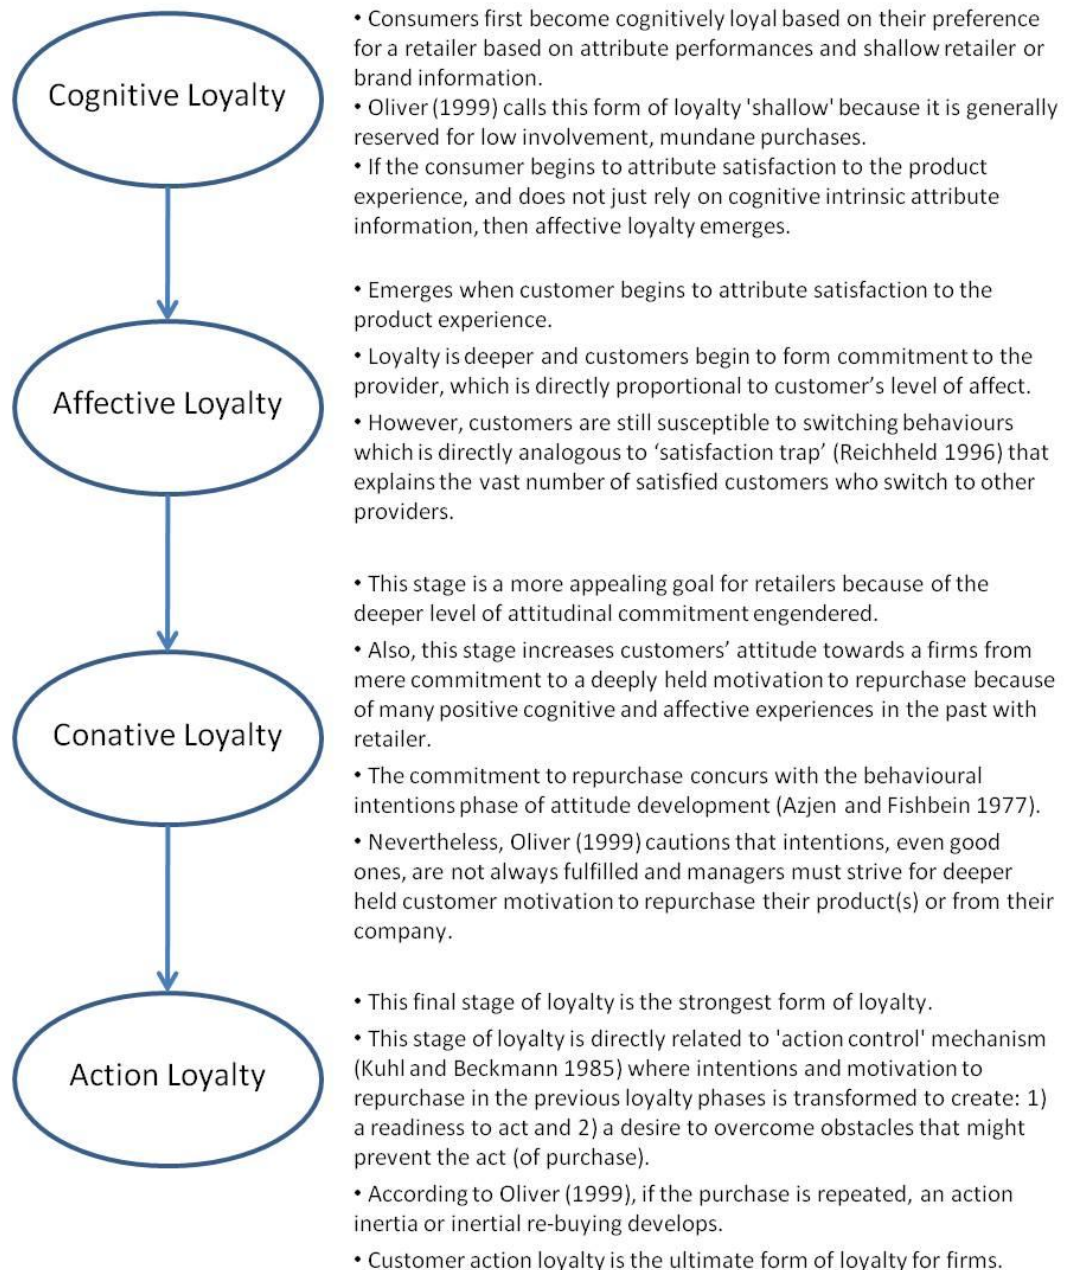 Cognitive Loyalty
• Consumers first become cognitively loyal based on their preference
for a retailer based on attribute performances and shallow retailer or
brand information.
• Oliver (1999) calls this form of loyalty 'shallow' because it is generally
reserved for low involvement, mundane purchases.
• If the consumer begins to attribute satisfaction to the product
experience, and does not just rely on cognitive intrinsic attribute
information, then affective loyalty emerges.
Affective Loyalty
• Emerges when customer begins to attribute satisfaction to the
product experience.
• Loyalty is deeper and customers begin to form commitment to the
provider, which is directly proportional to customer’s level of affect.
• However, customers are still susceptible to switching behaviours
which is directly analogous to ‘satisfaction trap’ (Reichheld 1996) that
explains the vast number of satisfied customers who switch to other
providers.
Conative Loyalty
• This stage is a more appealing goal for retailers because of the
deeper level of attitudinal commitment engendered.
• Also, this stage increases customers’ attitude towards a firms from
mere commitment to a deeply held motivation to repurchase because
of many positive cognitive and affective experiences in the past with
retailer.
• The commitment to repurchase concurs with the behavioural
intentions phase of attitude development (Azjen and Fishbein 1977).
• Nevertheless, Oliver (1999) cautions that intentions, even good
ones, are not always fulfilled and managers must strive for deeper
held customer motivation to repurchase their product(s) or from their
company.
Action Loyalty
• This final stage of loyalty is the strongest form of loyalty.
• This stage of loyalty is directly related to 'action control' mechanism
(Kuhl and Beckmann 1985) where intentions and motivation to
repurchase in the previous loyalty phases is transformed to create: 1)
a readiness to act and 2) a desire to overcome obstacles that might
prevent the act (of purchase).
• According to Oliver (1999), if the purchase is repeated, an action
inertia or inertial re-buying develops.
• Customer action loyalty is the ultimate form of loyalty for firms.